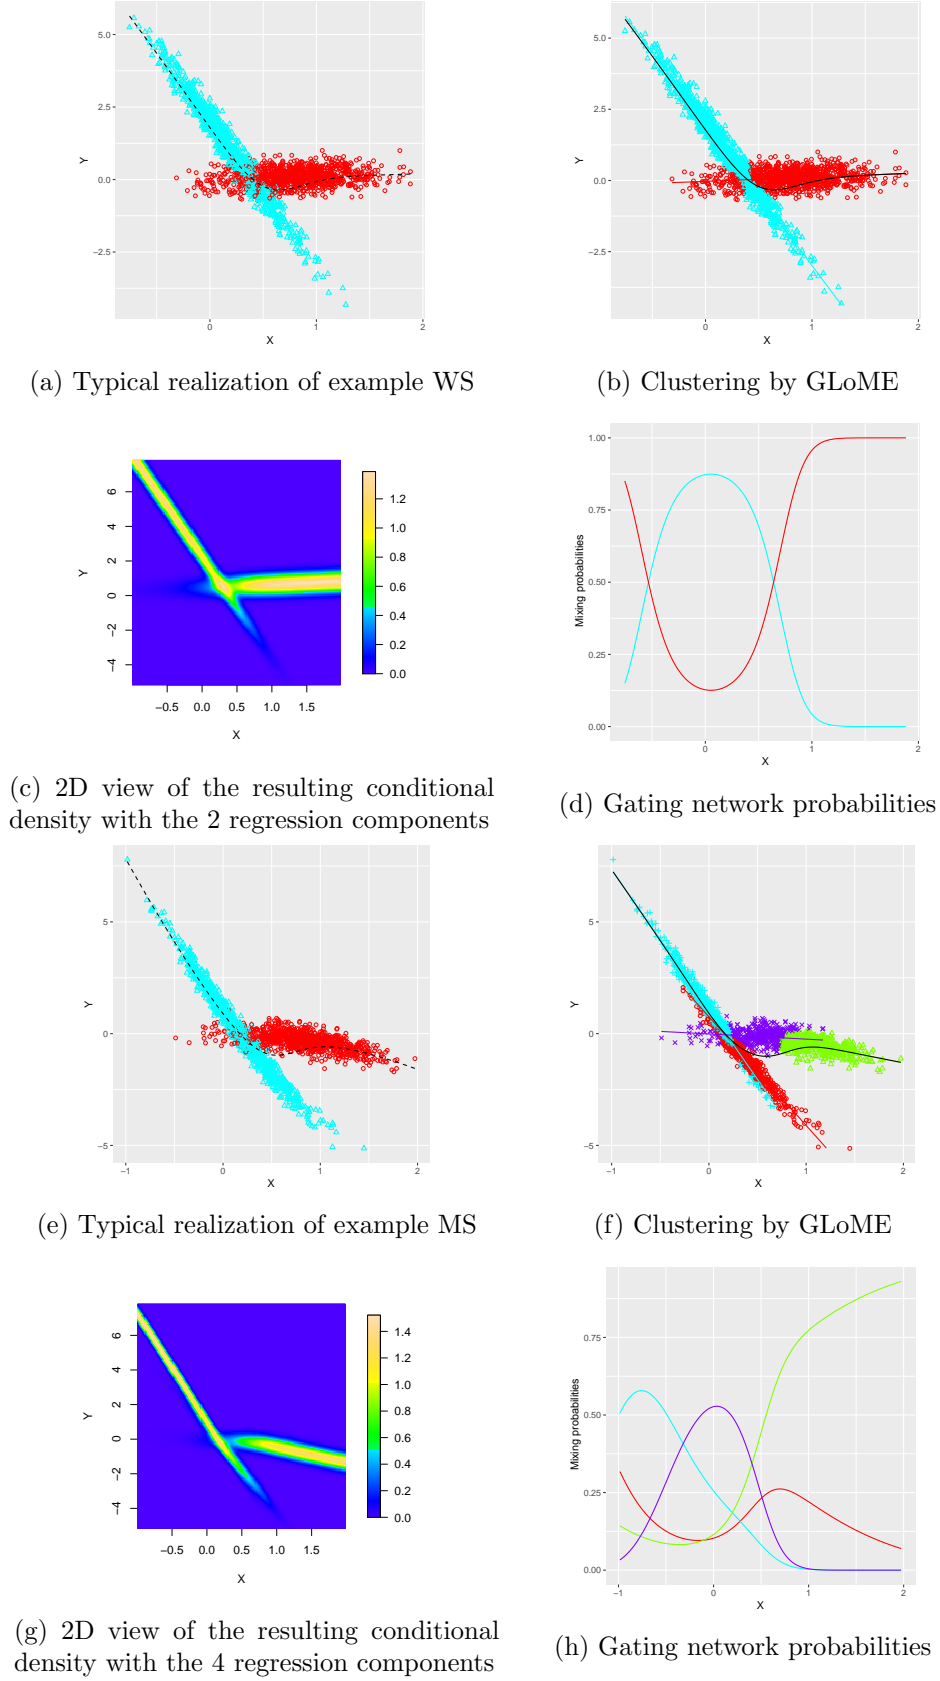 5.0
2.5
0.0
−2.5
Y
0
1
2
X
(a) Typical realization of example WS
5.0
2.5
0.0
−2.5
Y
0
1
2
X
(b) Clustering by GLoME
6
4
2
0
−2
−4
Y
−0.5 0.0 0.5 1.0 1.5
X
1.2
1.0
0.8
0.6
0.4
0.2
0.0
(c) 2D view of the resulting conditional
density with the 2 regression components
1.00
0.75
0.50
0.25
0.00
Mixing probabilities
0
1
2
X
(d) Gating network probabilities
5
0
−5
Y
−1
0
1
2
X
(e) Typical realization of example MS
5
0
−5
Y
−1
0
1
2
X
(f) Clustering by GLoME
6
4
2
0
−2
−4
Y
−0.5 0.0 0.5 1.0 1.5
X
1.4
1.2
1.0
0.8
0.6
0.4
0.2
0.0
(g) 2D view of the resulting conditional
density with the 4 regression components
0.75
0.50
0.25
0.00
Mixing probabilities
−1
0
1
2
X
(h) Gating network probabilities